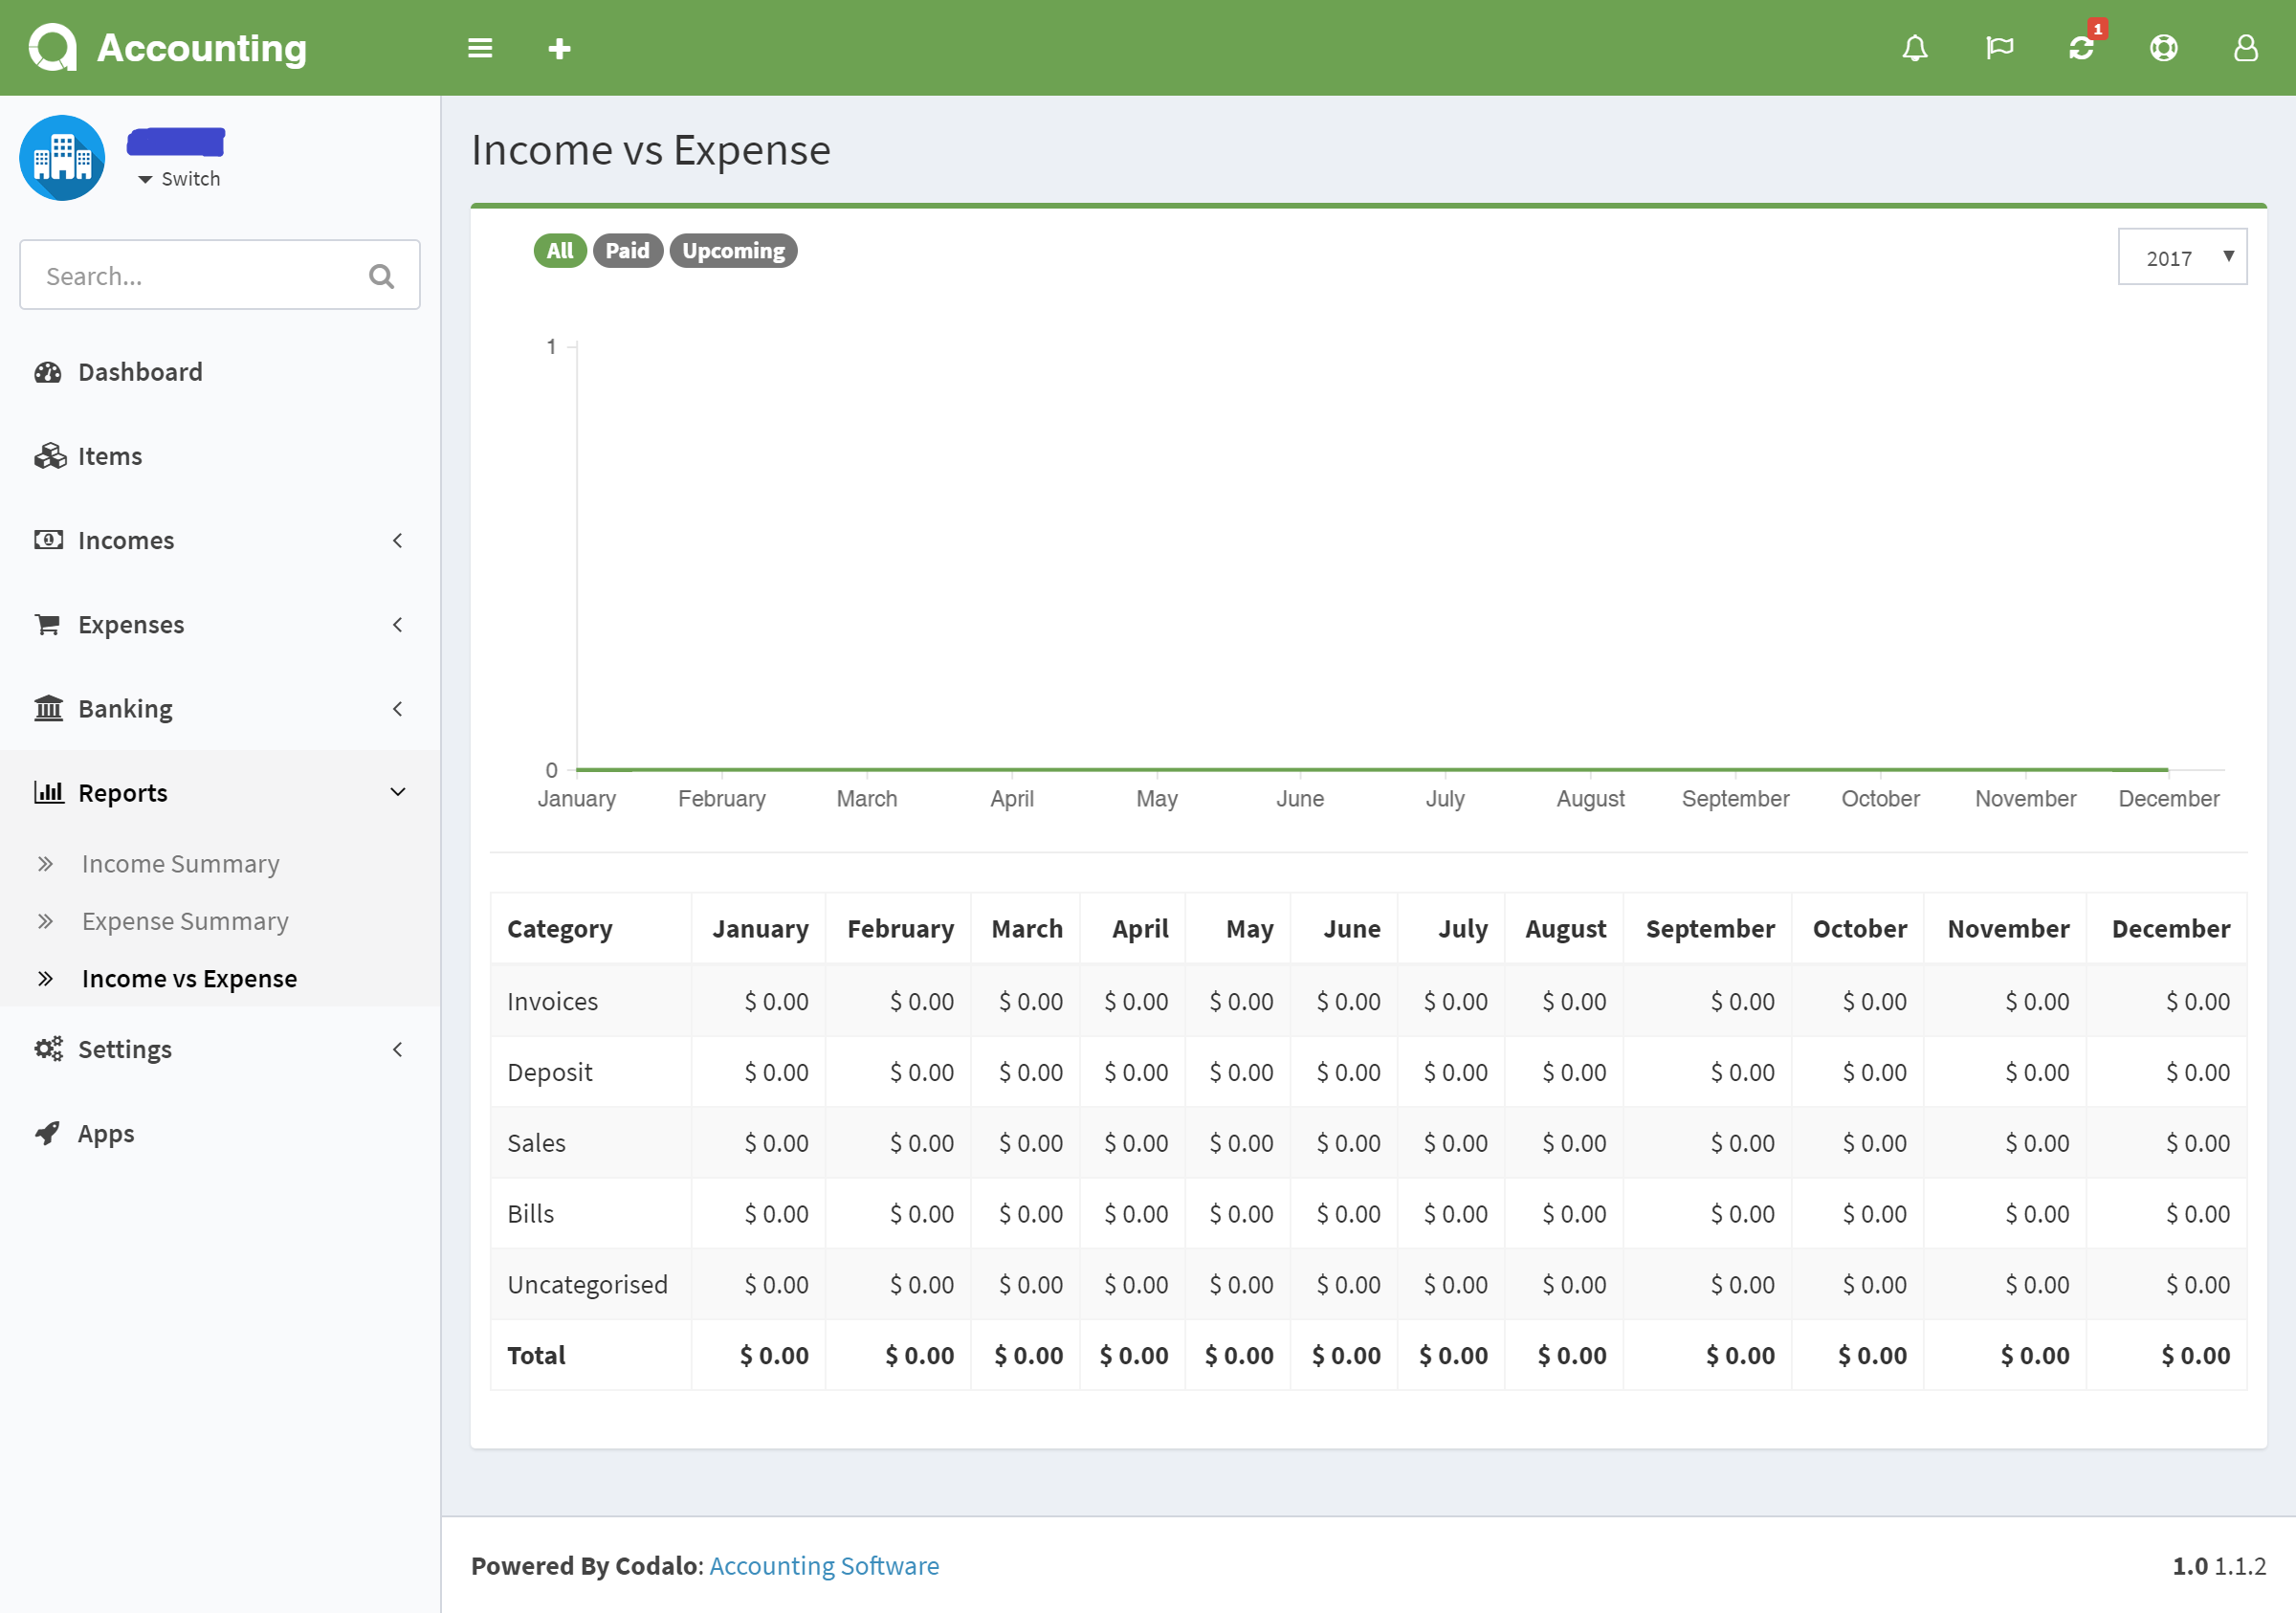 Accounting
1
Switch
Search...
Dashboard
Items
Incomes
Expenses
Banking
Reports
Income Summary
Expense Summary
Income vs Expense
Settings
Apps
Income vs Expense
All Paid Upcoming
2017
1
0
January February March April May June July August September October November December
Category January February March April May June July August September October November December
Invoices $ 0.00 $ 0.00 $ 0.00 $ 0.00 $ 0.00 $ 0.00 $ 0.00 $ 0.00 $ 0.00 $ 0.00 $ 0.00 $ 0.00
Deposit $ 0.00 $ 0.00 $ 0.00 $ 0.00 $ 0.00 $ 0.00 $ 0.00 $ 0.00 $ 0.00 $ 0.00 $ 0.00 $ 0.00
Sales $ 0.00 $ 0.00 $ 0.00 $ 0.00 $ 0.00 $ 0.00 $ 0.00 $ 0.00 $ 0.00 $ 0.00 $ 0.00 $ 0.00
Bills $ 0.00 $ 0.00 $ 0.00 $ 0.00 $ 0.00 $ 0.00 $ 0.00 $ 0.00 $ 0.00 $ 0.00 $ 0.00 $ 0.00
Uncategorised $ 0.00 $ 0.00 $ 0.00 $ 0.00 $ 0.00 $ 0.00 $ 0.00 $ 0.00 $ 0.00 $ 0.00 $ 0.00 $ 0.00
Total $ 0.00 $ 0.00 $ 0.00 $ 0.00 $ 0.00 $ 0.00 $ 0.00 $ 0.00 $ 0.00 $ 0.00 $ 0.00 $ 0.00
Powered By Codalo: Accounting Software
1.0 1.1.2